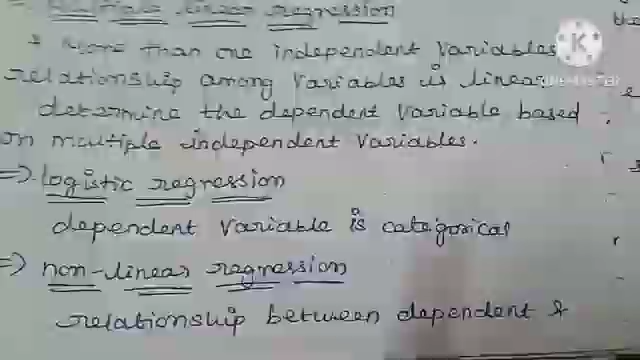 => Multiple linear regression
* More than one independent variables
relationship among variables is linear.
determine the dependent variable based
on multiple independent variables.
=> logistic regression
dependent variable is categorical
=> non-linear regression
relationship between dependent &